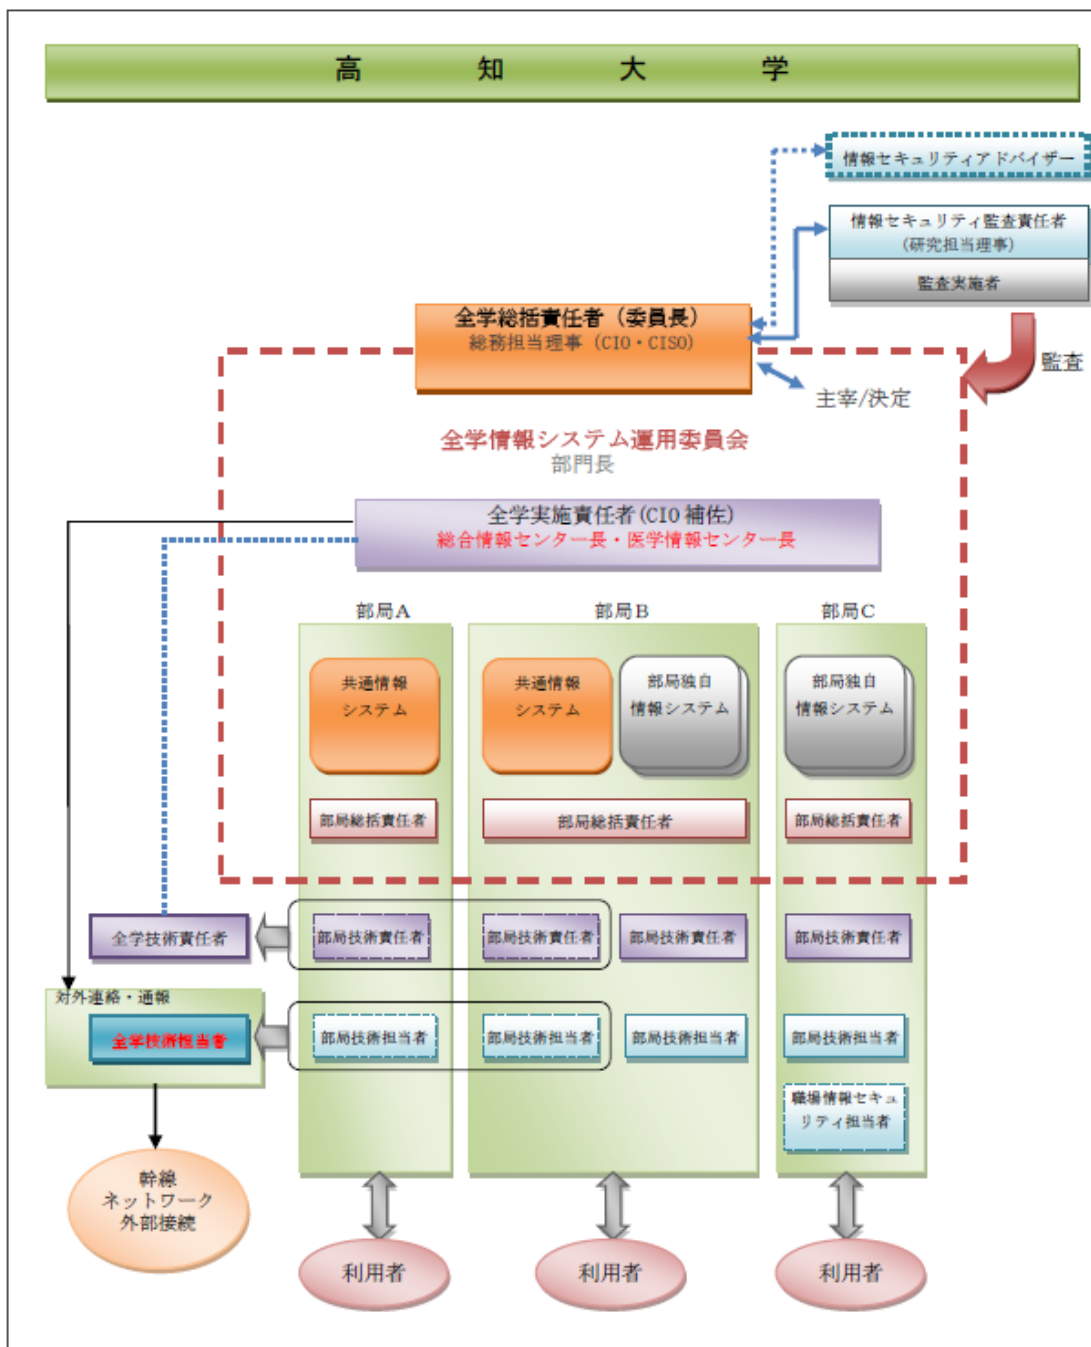 高知大学
情報セキュリティアドバイザー
情報セキュリティ監査責任者
(研究担当理事)
監査実施者
全学総括責任者（委員長）
総務担当理事（CIO・CISO）
監査
主宰/決定
全学情報システム運用委員会
部門長
全学実施責任者(CIO 補佐)
総合情報センター長・医学情報センター長
部局A
部局B
部局C
共通情報
システム
共通情報
システム
部局独自
情報システム
部局独自
情報システム
部局総括責任者
部局総括責任者
部局総括責任者
全学技術責任者
部局技術責任者
部局技術責任者
部局技術責任者
部局技術責任者
対外連絡・通報
全学技術担当者
部局技術担当者
部局技術担当者
部局技術担当者
部局技術担当者
職場情報セキュ
リティ担当者
幹線
ネットワーク
外部接続
利用者
利用者
利用者